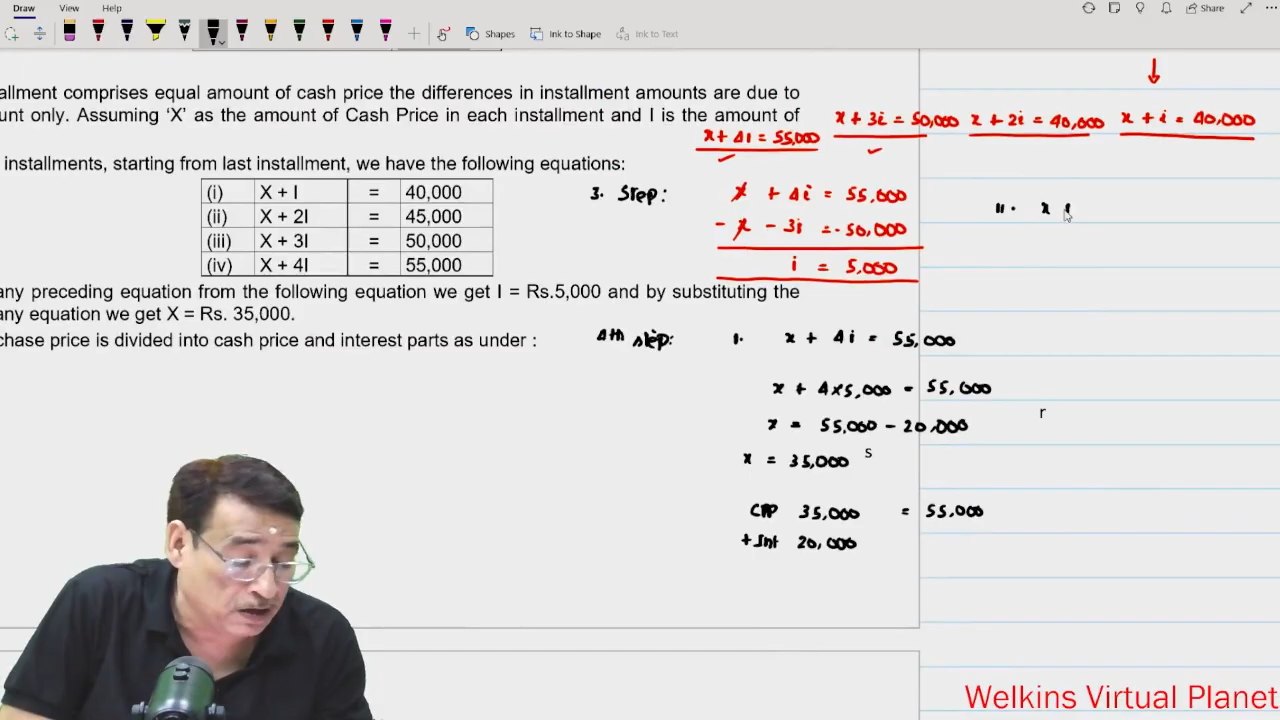 Draw View Help
Shapes Ink to Shape Ink to Text Share
allment comprises equal amount of cash price the differences in installment amounts are due to
unt only. Assuming ‘X’ as the amount of Cash Price in each installment and I is the amount of
x + 4i = 55,000 x + 3i = 50,000 x + 2i = 40,000 x + i = 40,000
installments, starting from last installment, we have the following equations:
(i) X + I = 40,000
(ii) X + 2I = 45,000
(iii) X + 3I = 50,000
(iv) X + 4I = 55,000
3. Step: x + 4i = 55,000
- x - 3i = - 50,000
i = 5,000
11. x
any preceding equation from the following equation we get I = Rs.5,000 and by substituting the
any equation we get X = Rs. 35,000.
chase price is divided into cash price and interest parts as under :
4th step: 1. x + 4i = 55,000
x + 4x5,000 = 55,000
r
x = 55,000 - 20,000
x = 35,000 s
CP 35,000 = 55,000
+ Int 20,000
Welkins Virtual Planet